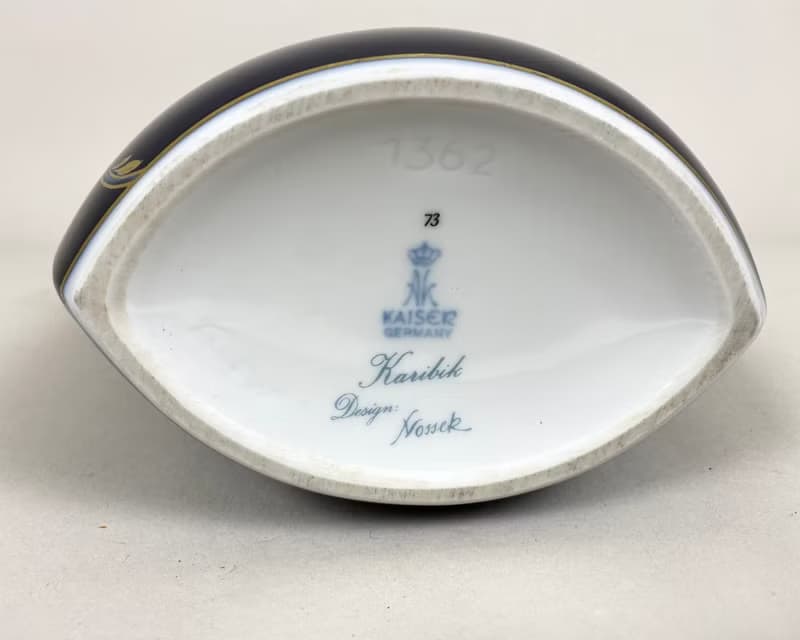 1362
73
KAISER
GERMANY
Karibik
Design:
Nossek